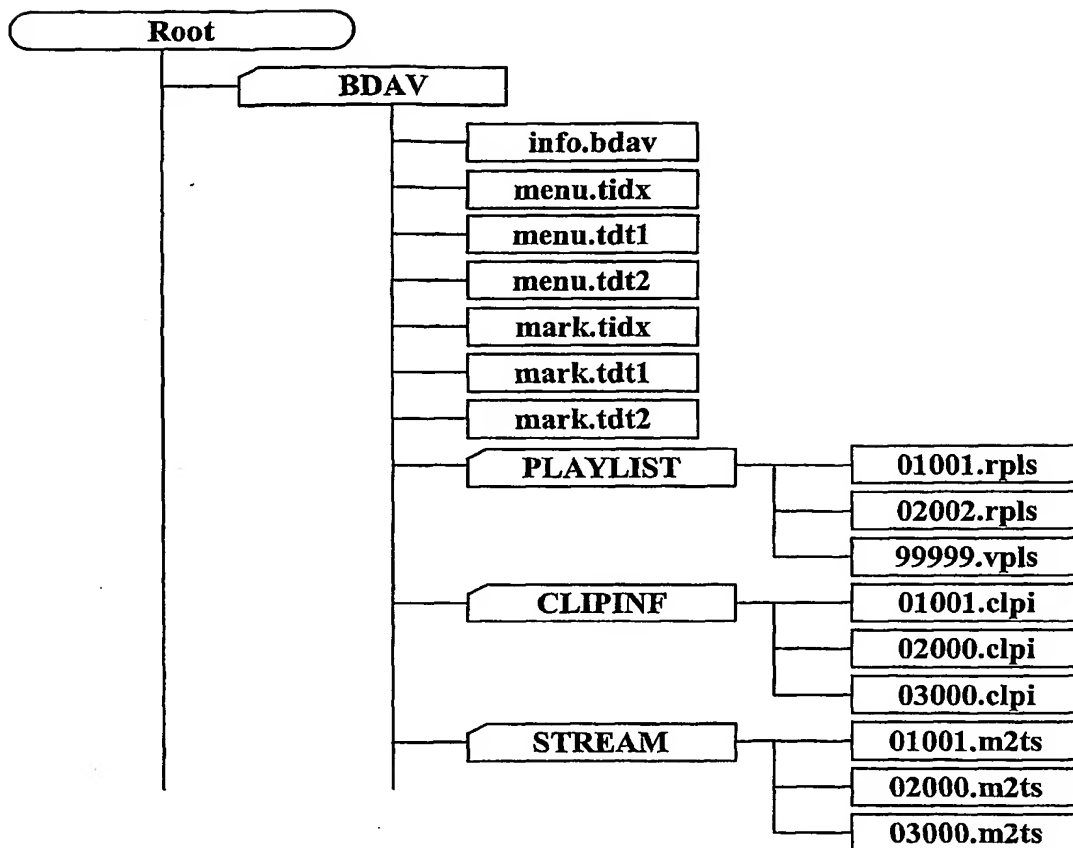 Root
BDAV
info.bdav
menu.tidx
menu.tdt1
menu.tdt2
mark.tidx
mark.tdt1
mark.tdt2
PLAYLIST
01001.rpls
02002.rpls
99999.vpls
CLIPINF
01001.clpi
02000.clpi
03000.clpi
STREAM
01001.m2ts
02000.m2ts
03000.m2ts